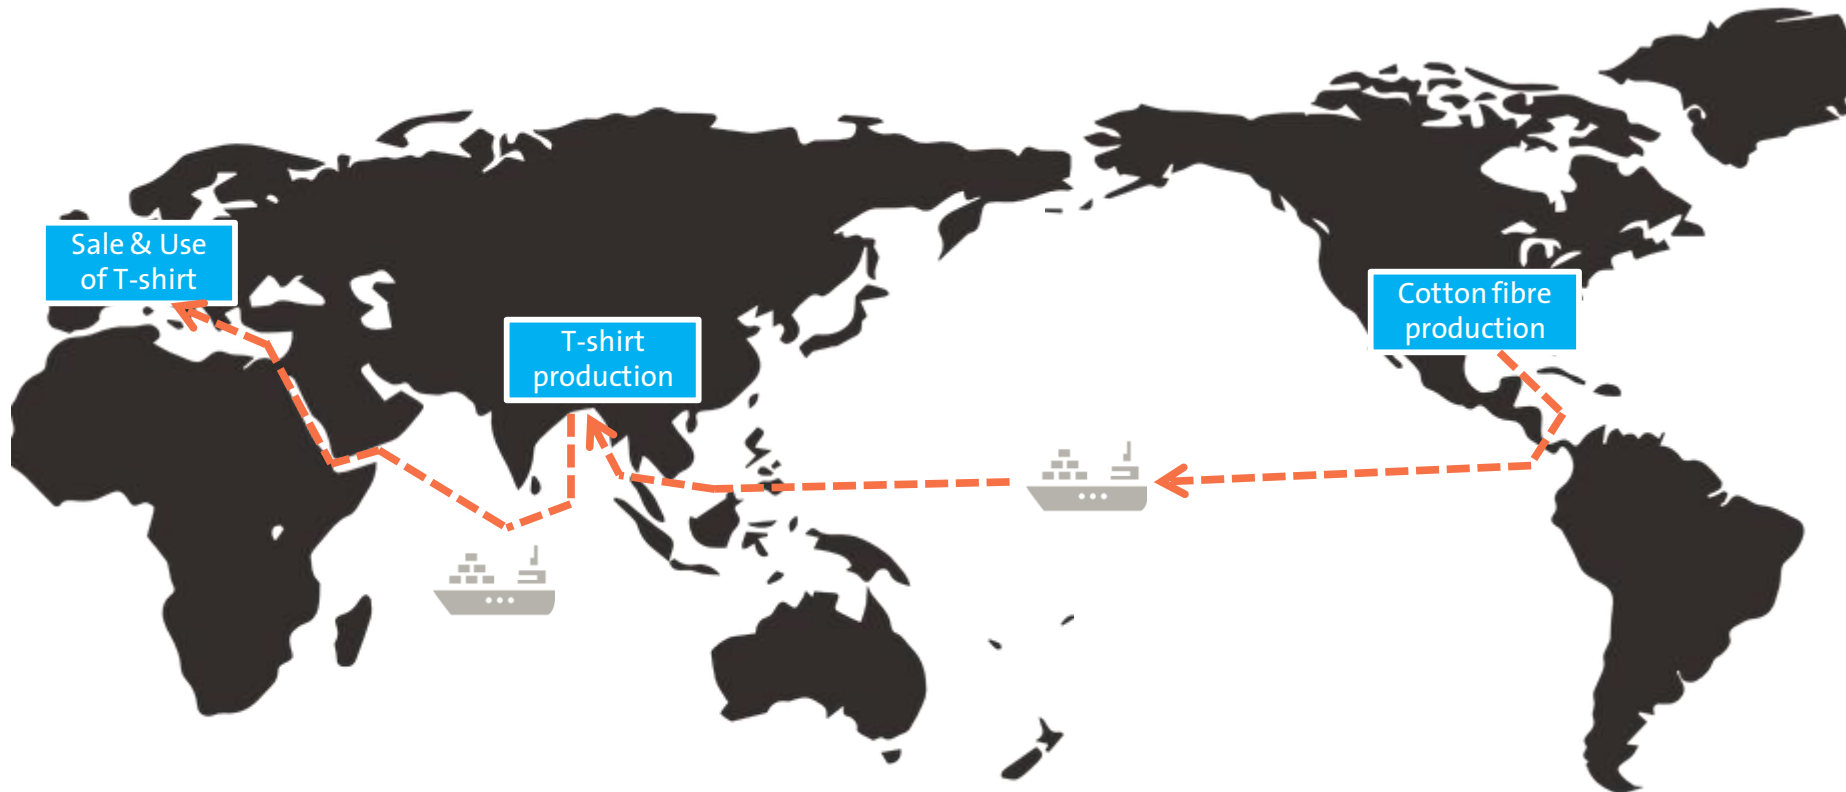 Sale & Use
of T-shirt
T-shirt
production
Cotton fibre
production